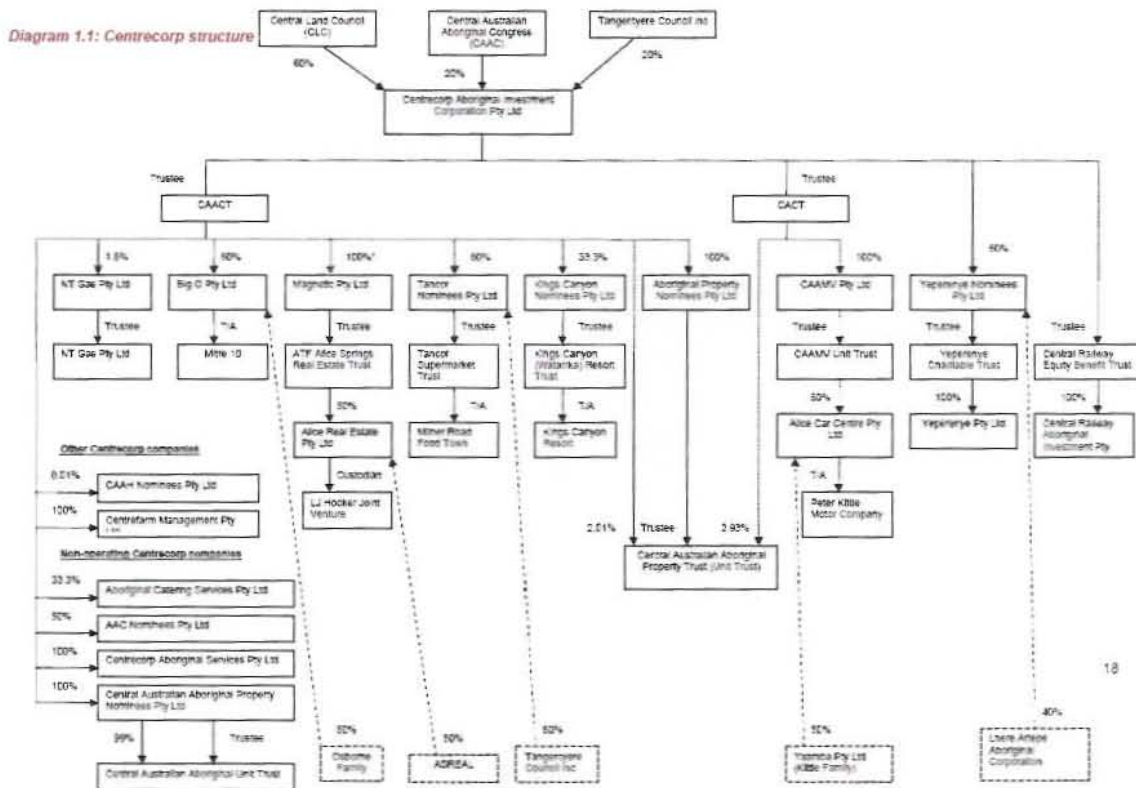 Diagram 1.1: Centrecorp structure
Central Land Council
(CLC)
Central Australian
Aboriginal Congress
(CAAC)
Tangentyere Council Inc
60%
20%
20%
Centrecorp Aboriginal Investment
Corporation Pty Ltd
Trustee
Trustee
CAACT
CACT
1.6%
50%
100%*
50%
33.3%
100%
100%
60%
NT Gas Pty Ltd
Big O Pty Ltd
Magnetic Pty Ltd
Tancor
Nominees Pty Ltd
Kings Canyon
Nominees Pty Ltd
Aboriginal Property
Nominees Pty Ltd
CAAMV Pty Ltd
Yeperenye Nominees
Pty Ltd
Trustee
T/A
Trustee
Trustee
Trustee
Trustee
Trustee
Trustee
NT Gas Pty Ltd
Mitre 10
ATF Alice Springs
Real Estate Trust
Tancor
Supermarket
Trust
Kings Canyon
(Watarrka) Resort
Trust
CAAMV Unit Trust
Yeperenye
Charitable Trust
Central Railway
Equity Benefit Trust
50%
T/A
T/A
50%
100%
100%
Alice Real Estate
Pty Ltd
Milner Road
Food Town
Kings Canyon
Resort
Alice Car Centre Pty
Ltd
Yeperenye Pty Ltd
Central Railway
Aboriginal
Investment Pty
Custodian
T/A
LJ Hooker Joint
Venture
Peter Kittle
Motor Company
Other Centrecorp companies
0.01%
CAAH Nominees Pty Ltd
100%
Centrefarm Management Pty
Non-operating Centrecorp companies
33.3%
Aboriginal Catering Services Pty Ltd
50%
AAC Nominees Pty Ltd
100%
Centrecorp Aboriginal Services Pty Ltd
100%
Central Australian Aboriginal Property
Nominees Pty Ltd
99%
Trustee
Central Australian Aboriginal Unit Trust
2.01%
Trustee
Central Australian Aboriginal
Property Trust (Unit Trust)
18
50%
Osborne
Family
50%
50%
Tangentyere
Council Inc
50%
Pty Ltd
(Kittle Family)
40%
Lhere Artepe
Aboriginal
Corporation